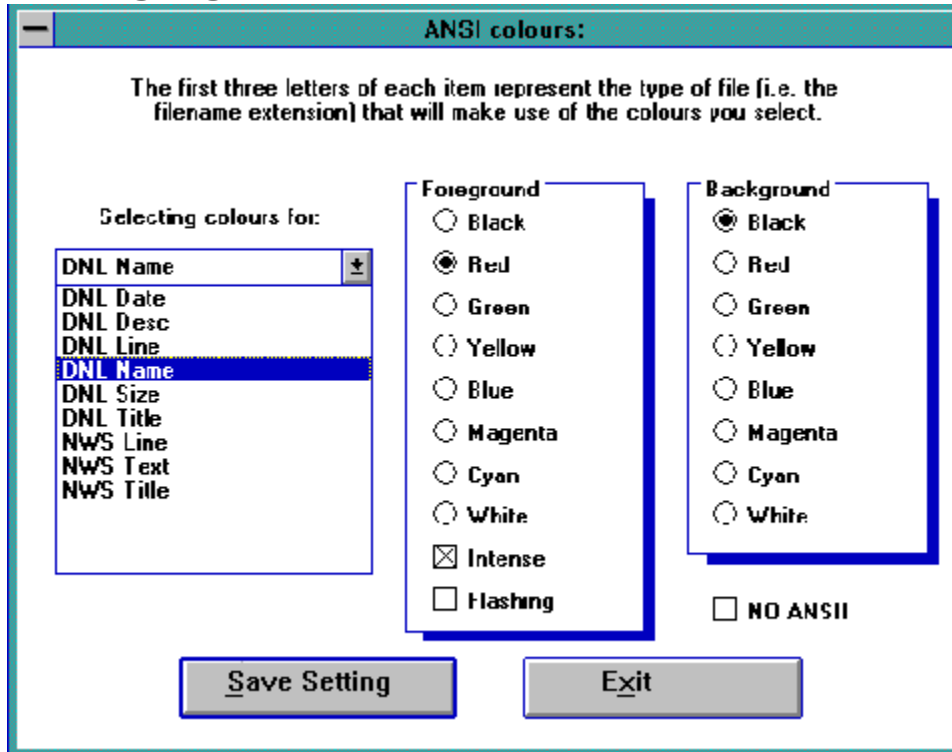 ANSI colours:
The first three letters of each item represent the type of file (i.e. the
filename extension) that will make use of the colours you select.
Selecting colours for:
DNL Name
DNL Date
DNL Desc
DNL Line
DNL Name
DNL Size
DNL Title
NWS Line
NWS Text
NWS Title
Foreground
Black
Red
Green
Yellow
Blue
Magenta
Cyan
White
Intense
Flashing
Background
Black
Red
Green
Yellow
Blue
Magenta
Cyan
White
NO ANSI!
Save Setting
Exit